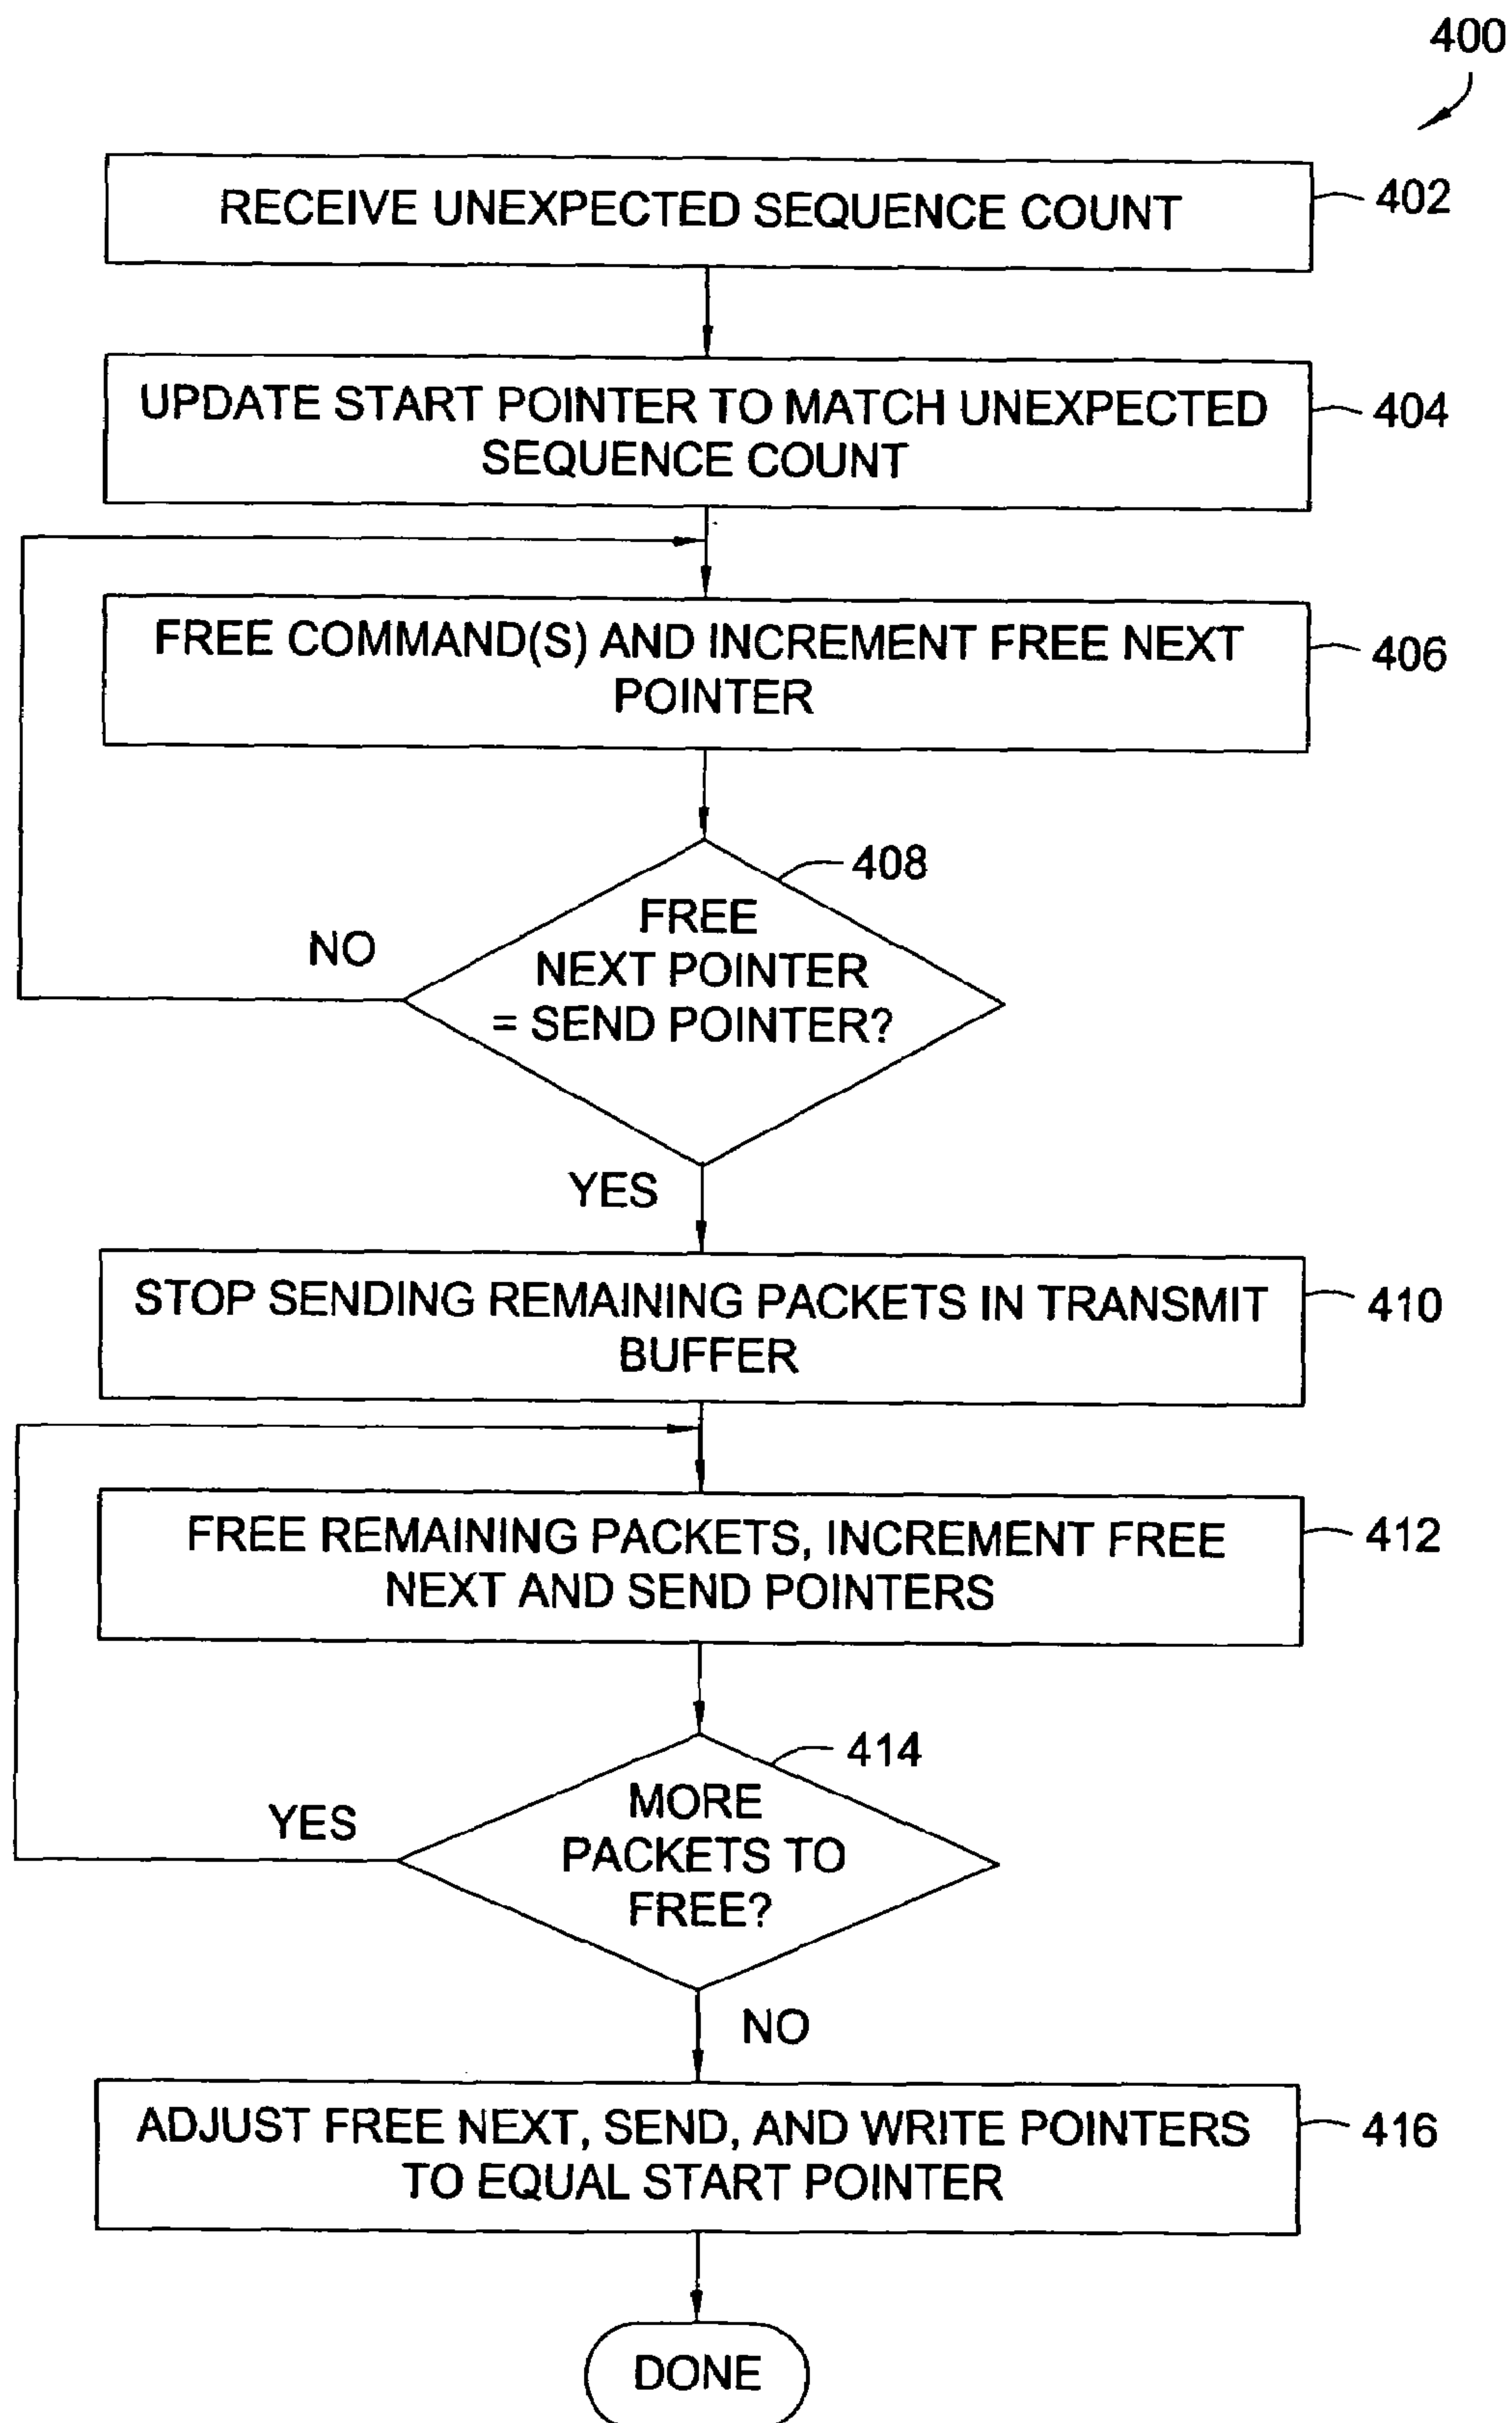 400
RECEIVE UNEXPECTED SEQUENCE COUNT
402
UPDATE START POINTER TO MATCH UNEXPECTED
SEQUENCE COUNT
404
FREE COMMAND(S) AND INCREMENT FREE NEXT
POINTER
406
408
FREE
NEXT POINTER
= SEND POINTER?
NO
YES
STOP SENDING REMAINING PACKETS IN TRANSMIT
BUFFER
410
FREE REMAINING PACKETS, INCREMENT FREE
NEXT AND SEND POINTERS
412
414
MORE
PACKETS TO
FREE?
YES
NO
ADJUST FREE NEXT, SEND, AND WRITE POINTERS
TO EQUAL START POINTER
416
DONE